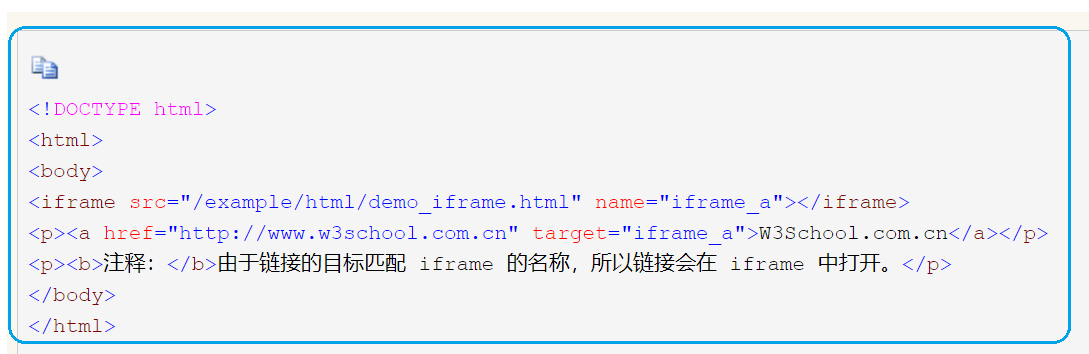 <!DOCTYPE html>
<html>
<body>
<iframe src="/example/html/demo_iframe.html" name="iframe_a"></iframe>
<p><a href="http://www.w3school.com.cn" target="iframe_a">W3School.com.cn</a></p>
<p><b>注释：</b>由于链接的目标匹配 iframe 的名称，所以链接会在 iframe 中打开。</p>
</body>
</html>